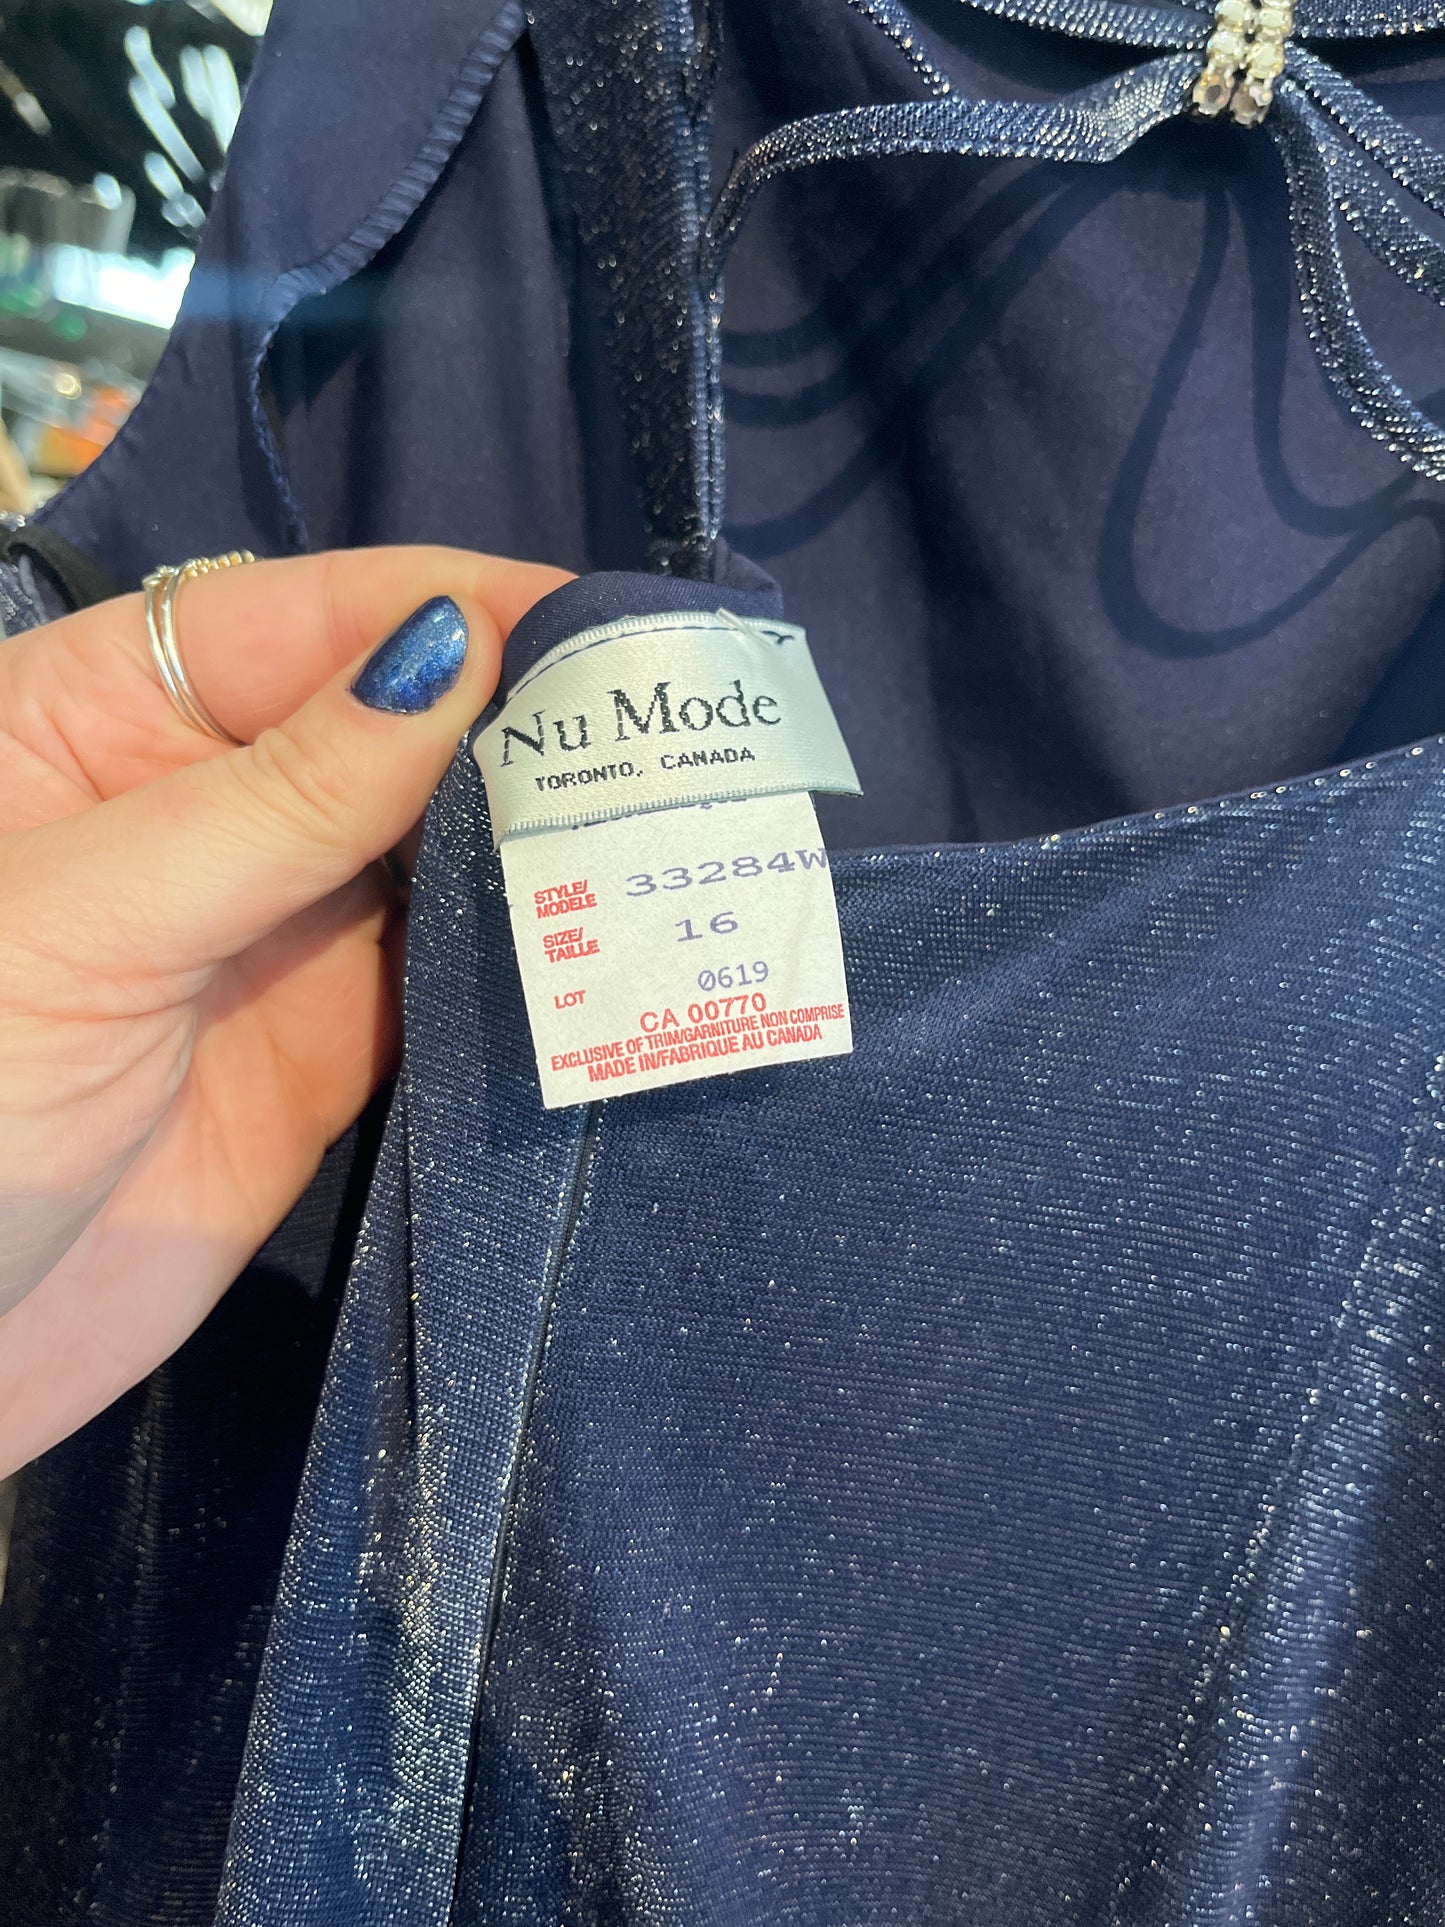 Nu Mode
TORONTO, CANADA
STYLE/
MODELE 33284W
SIZE/
TAILLE 16
LOT 0619
CA 00770
EXCLUSIVE OF TRIM/GARNITURE NON COMPRISE
MADE IN/FABRIQUE AU CANADA